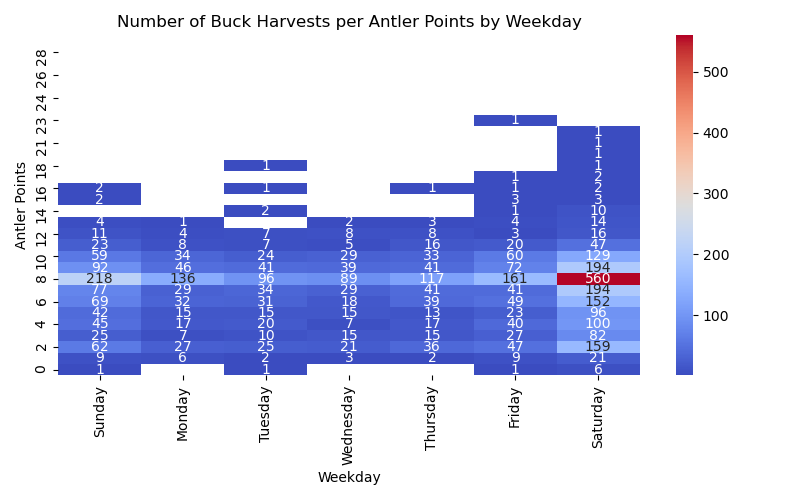 Number of Buck Harvests per Antler Points by Weekday
28
26
24
23 1
1
21 1
1
18 1 1
1 2
16 2 1 1 1 2
2 3 3
14 2 1 10
4 1 2 3 4 14
12 11 4 7 8 8 3 16
23 8 7 5 16 20 47
10 59 34 24 29 33 60 129
92 46 41 39 41 72 194
8 218 136 96 89 117 161 560
77 29 34 29 41 41 194
6 69 32 31 18 39 49 152
42 15 15 15 13 23 96
4 45 17 20 7 17 40 100
25 7 10 15 15 27 82
2 62 27 25 21 36 47 159
9 6 2 3 2 9 21
0 1 1 1 6
Antler Points
Sunday
Monday
Tuesday
Wednesday
Thursday
Friday
Saturday
Weekday
500
400
300
200
100